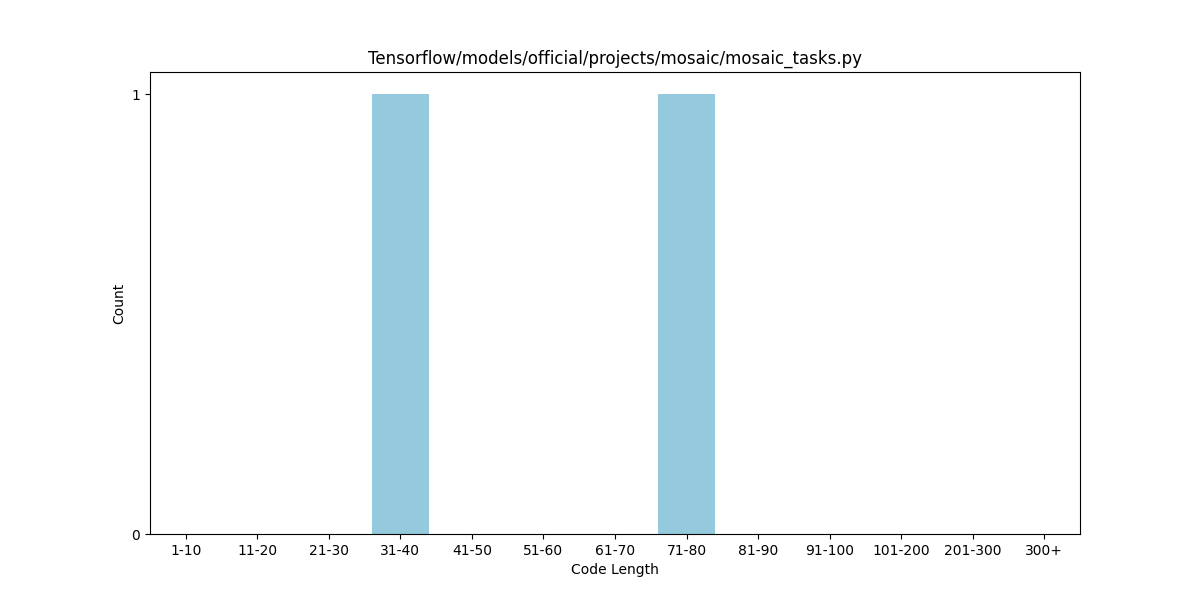 Tensorflow/models/official/projects/mosaic/mosaic_tasks.py
1
Count
0
1-10 11-20 21-30 31-40 41-50 51-60 61-70 71-80 81-90 91-100 101-200 201-300 300+
Code Length